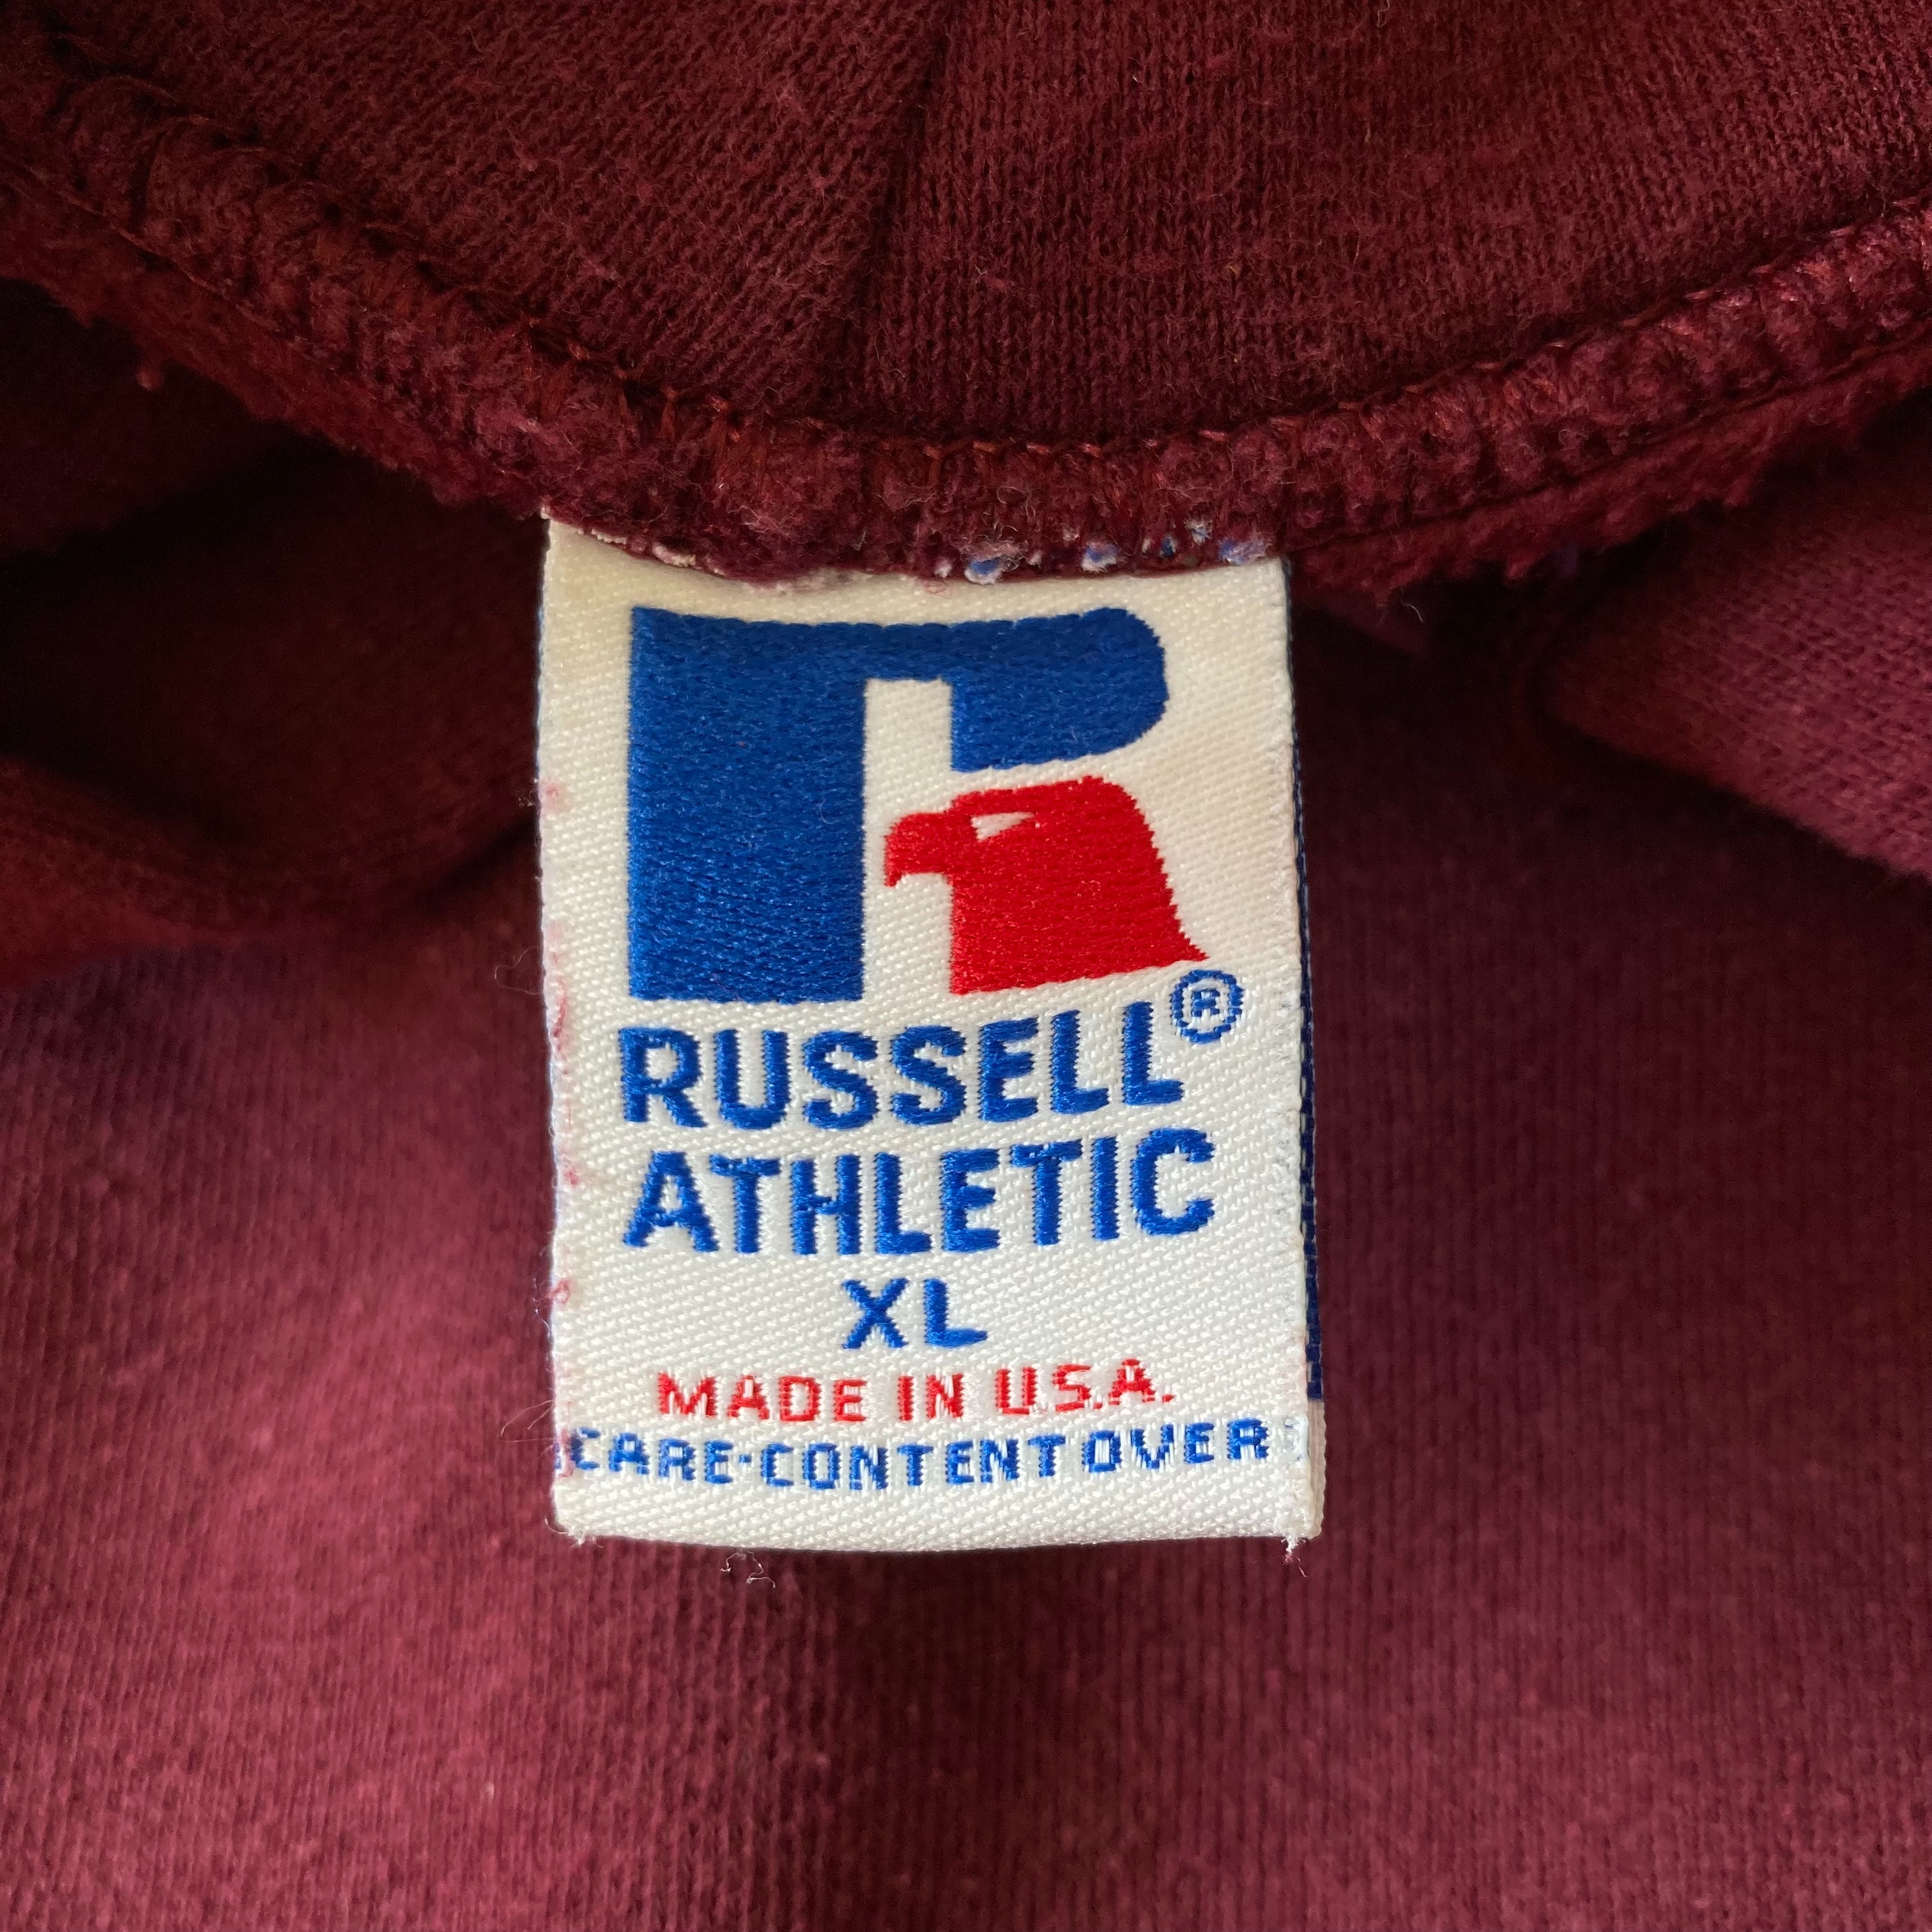 RUSSELL®
ATHLETIC
XL
MADE IN U.S.A.
CARE·CONTENT OVER